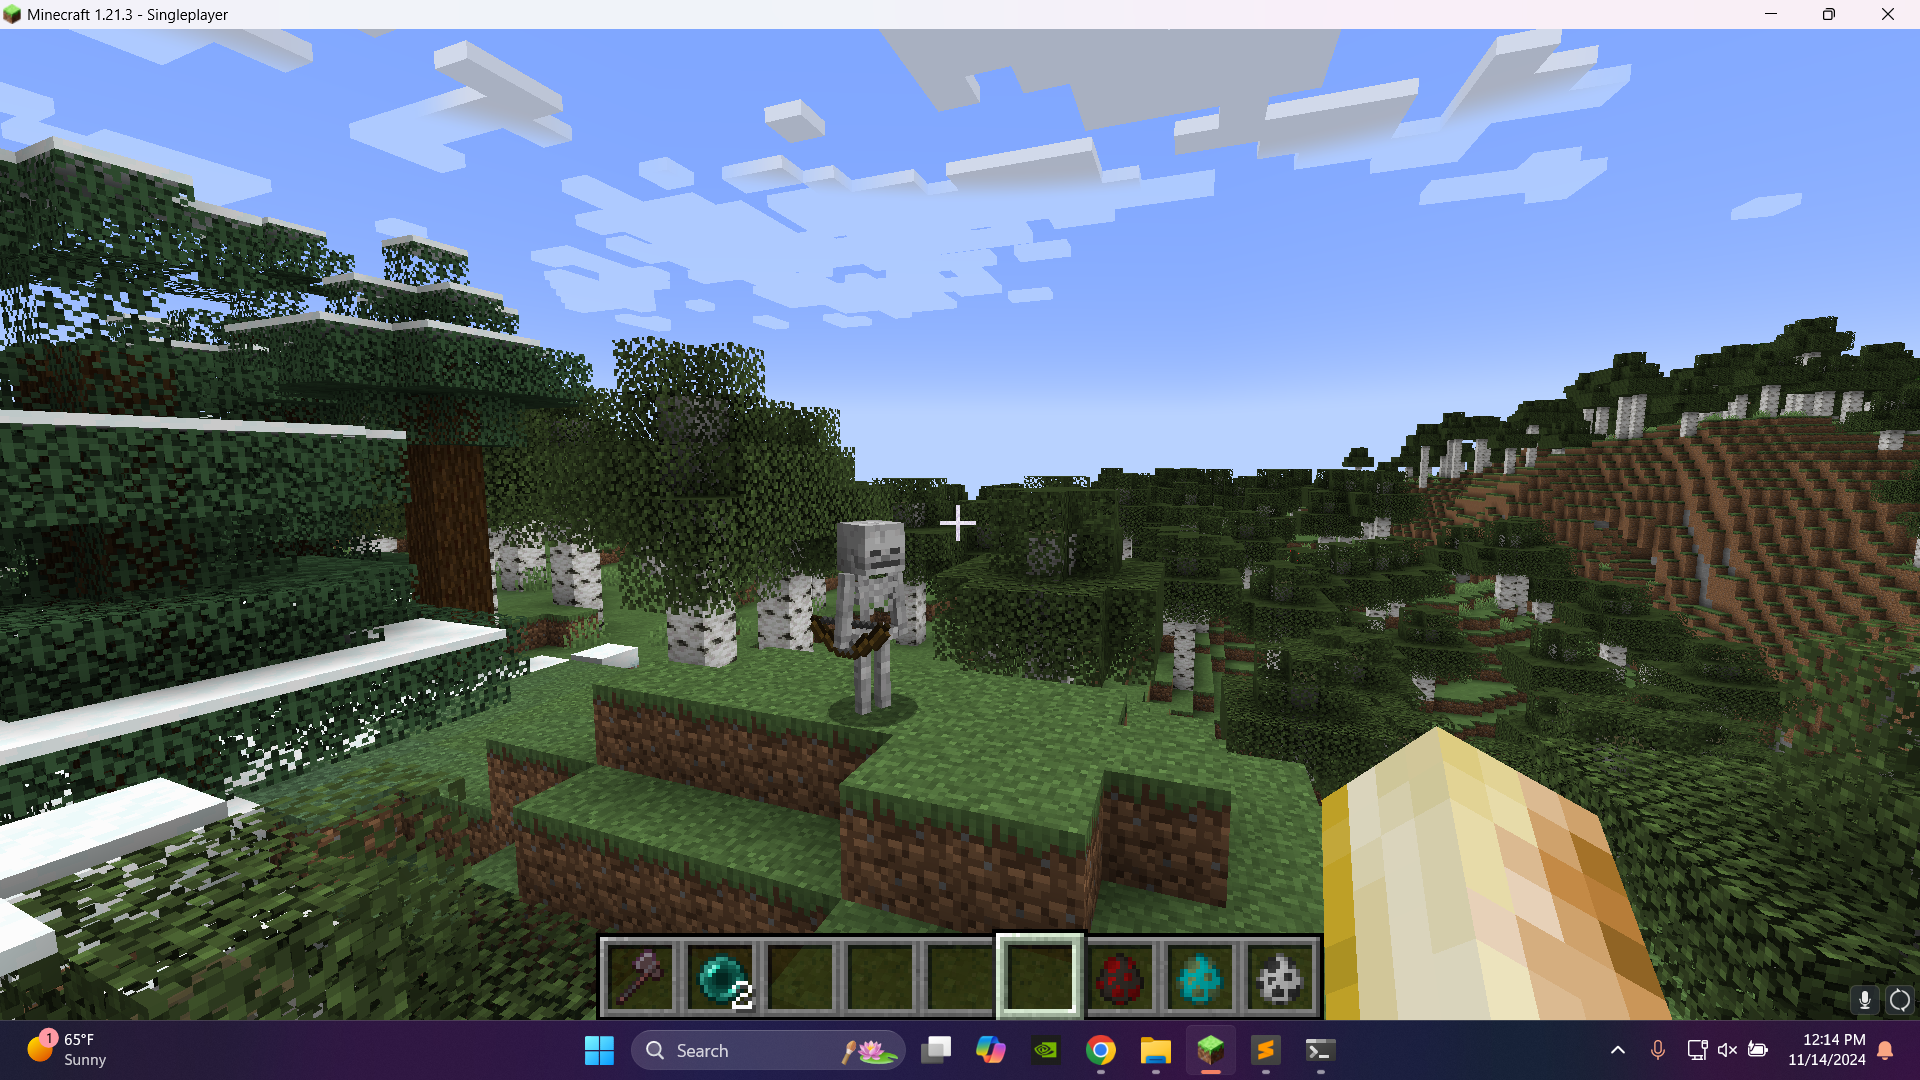 Minecraft 1.21.3 - Singleplayer
2
1
65°F
Sunny
Search
12:14 PM
11/14/2024